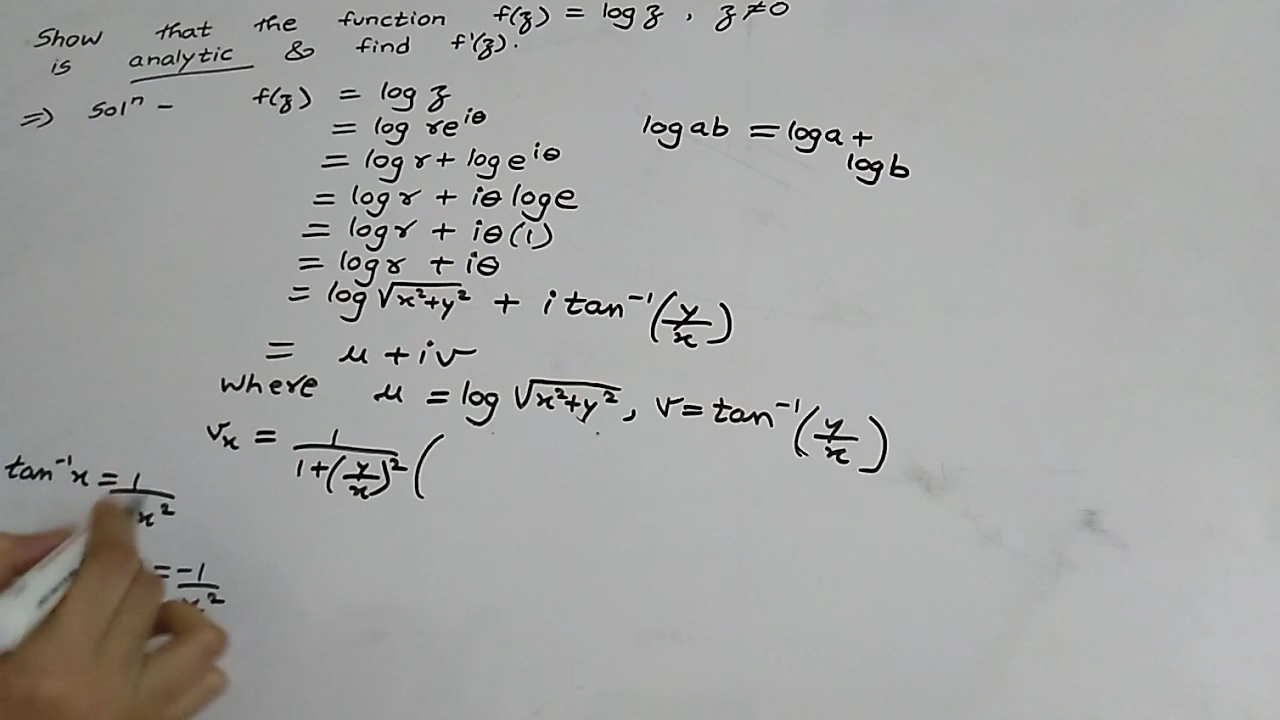 Show that the function f(z) = log z , z ≠ 0
is analytic & find f'(z).
⇒ Solⁿ - f(z) = log z
= log re^{iθ}
log ab = log a +
log b
= log r + log e^{iθ}
= log r + iθ log e
= log r + iθ(1)
= log r + iθ
= log √(x²+y²) + i tan⁻¹(y/x)
= u + iv
where u = log √(x²+y²), v = tan⁻¹(y/x)
v_x = 1/(1+(y/x)²) (
tan⁻¹x = 1/ x²
= -1/x²